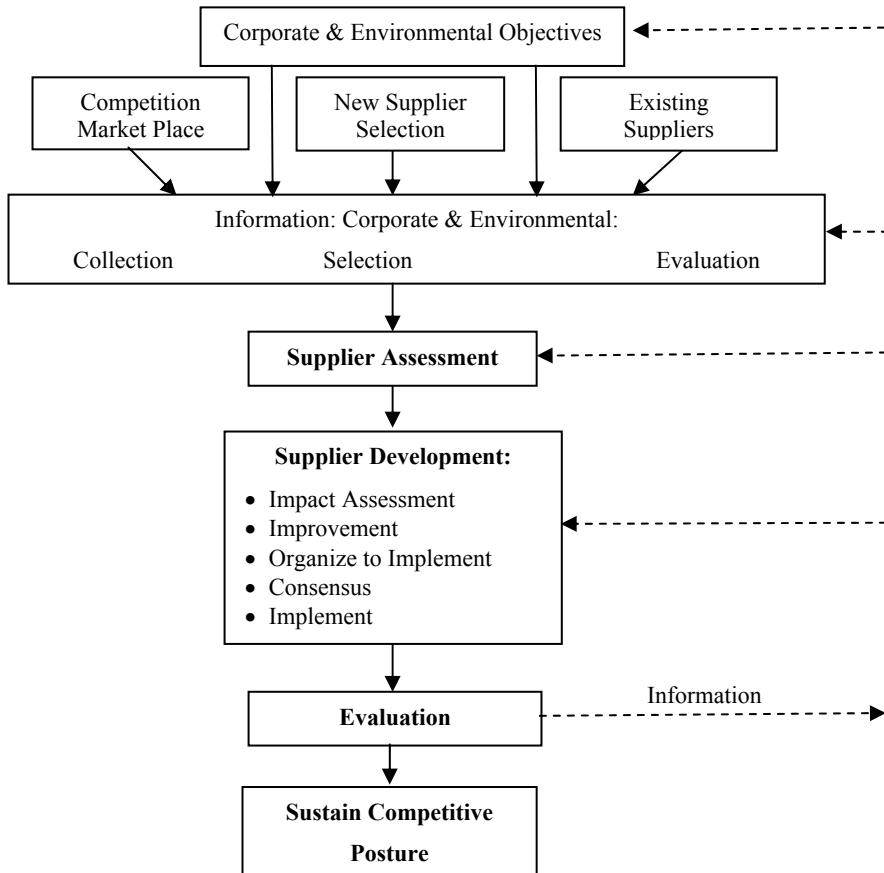 Corporate & Environmental Objectives
Competition
Market Place
New Supplier
Selection
Existing
Suppliers
Information: Corporate & Environmental:
Collection Selection Evaluation
Supplier Assessment
Supplier Development:
• Impact Assessment
• Improvement
• Organize to Implement
• Consensus
• Implement
Evaluation
Information
Sustain Competitive
Posture